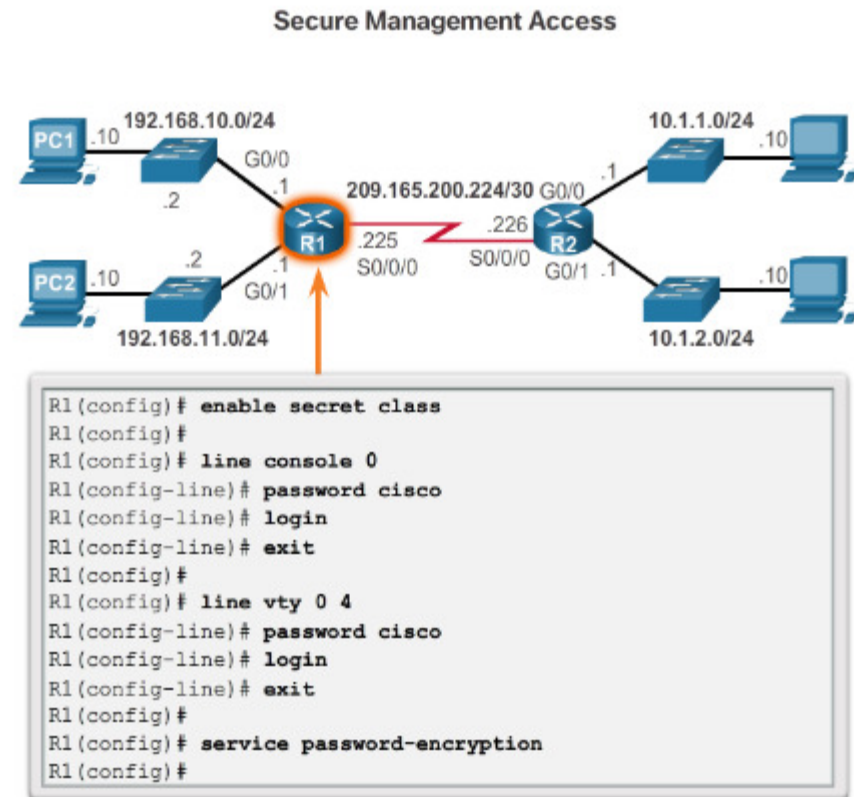 Secure Management Access
192.168.10.0/24
10.1.1.0/24
PC1
.10
.10
G0/0
.1
.2
209.165.200.224/30
G0/0
.1
R1
.225
.226
R2
S0/0/0
S0/0/0
G0/1
.1
PC2
.10
.2
.1
G0/1
.10
192.168.11.0/24
10.1.2.0/24
R1(config)# enable secret class
R1(config)#
R1(config)# line console 0
R1(config-line)# password cisco
R1(config-line)# login
R1(config-line)# exit
R1(config)#
R1(config)# line vty 0 4
R1(config-line)# password cisco
R1(config-line)# login
R1(config-line)# exit
R1(config)#
R1(config)# service password-encryption
R1(config)#